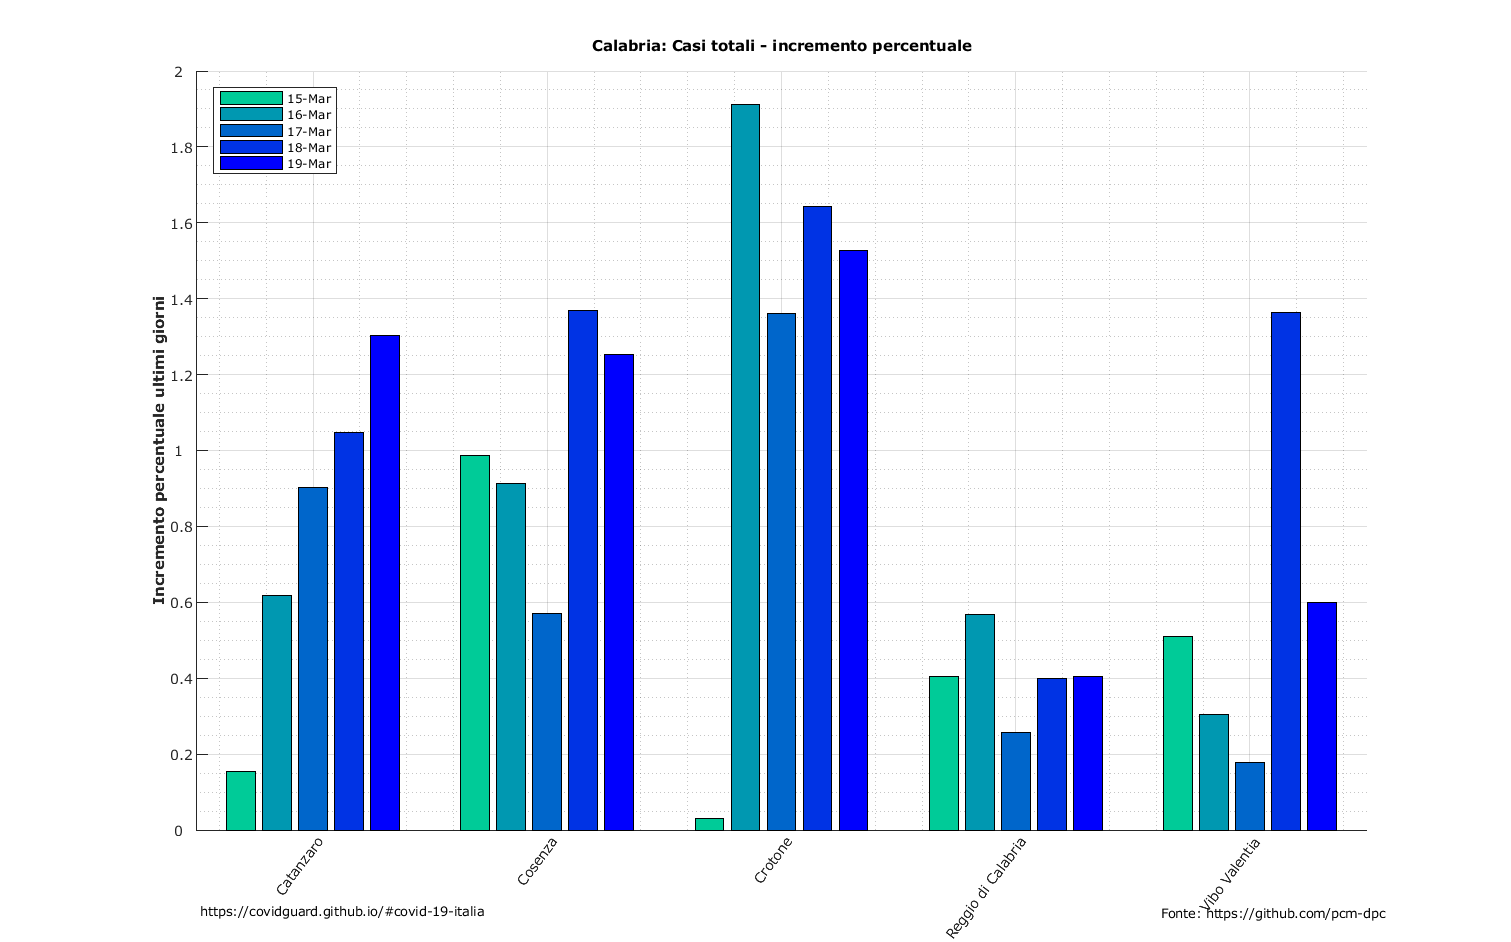 Calabria: Casi totali - incremento percentuale
2
1.8
1.6
1.4
1.2
1
0.8
0.6
0.4
0.2
0
Incremento percentuale ultimi giorni
15-Mar
16-Mar
17-Mar
18-Mar
19-Mar
Catanzaro
Cosenza
Crotone
Reggio di Calabria
Vibo Valentia
https://covidguard.github.io/#covid-19-italia
Fonte: https://github.com/pcm-dpc